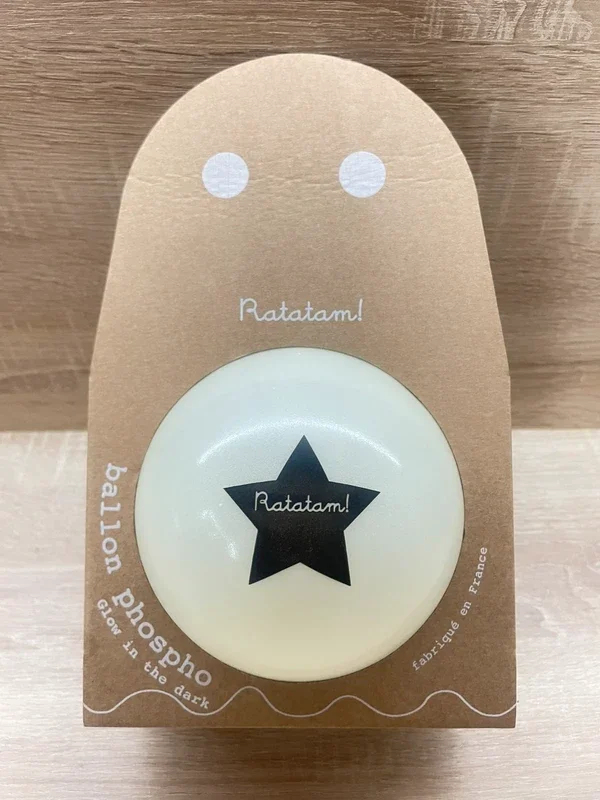 Ratatam!
Ratatam!
ballon phospho
Glow in the dark
fabriqué en France